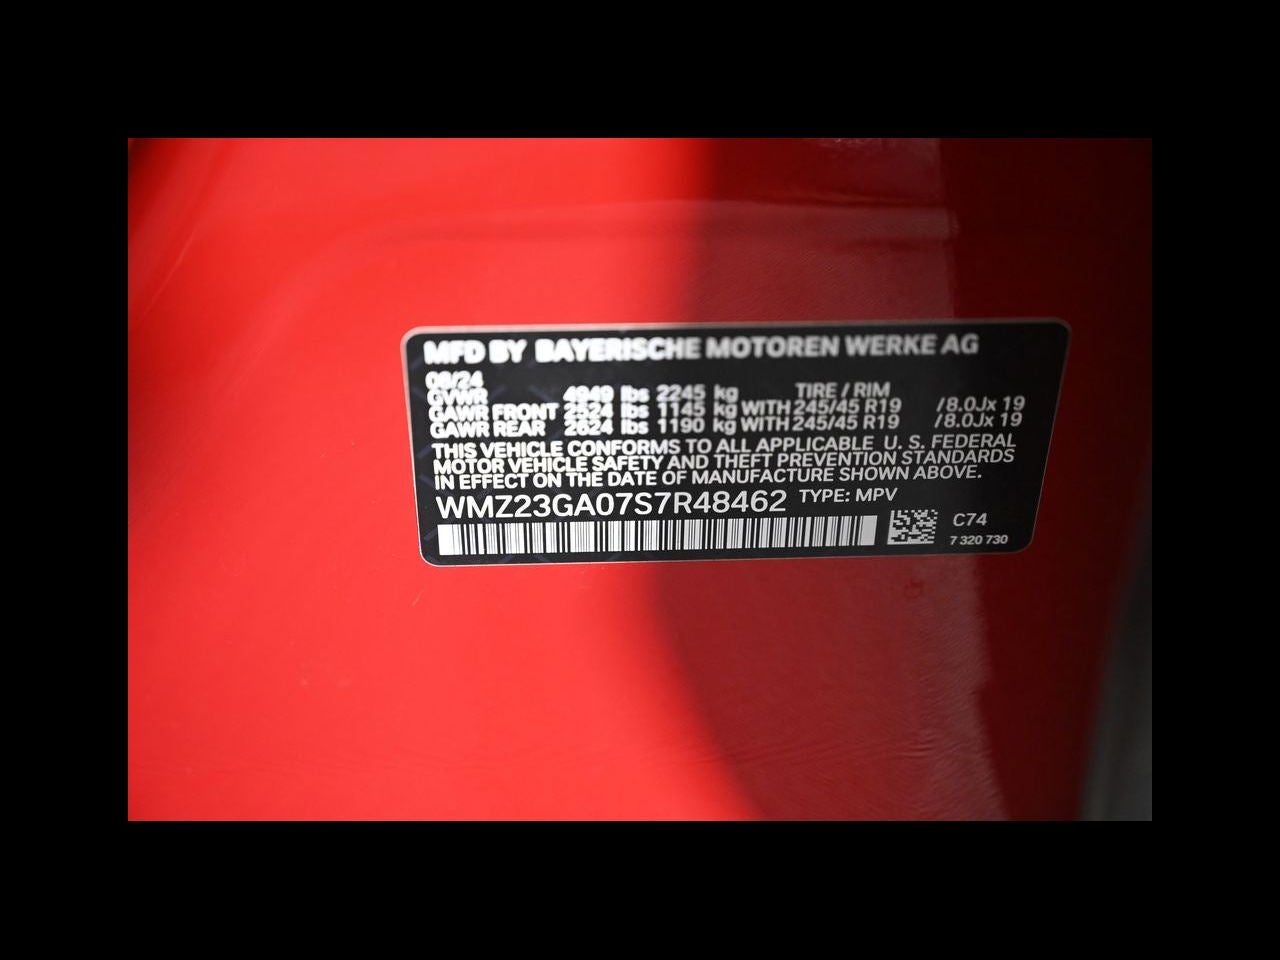 MFD BY BAYERISCHE MOTOREN WERKE AG
08/24
GVWR 4949 lbs 2245 kg TIRE / RIM
GAWR FRONT 2524 lbs 1145 kg WITH 245/45 R19 /8.0Jx 19
GAWR REAR 2624 lbs 1190 kg WITH 245/45 R19 /8.0Jx 19
THIS VEHICLE CONFORMS TO ALL APPLICABLE U. S. FEDERAL
MOTOR VEHICLE SAFETY AND THEFT PREVENTION STANDARDS
IN EFFECT ON THE DATE OF MANUFACTURE SHOWN ABOVE.
WMZ23GA07S7R48462 TYPE: MPV
C74
7 320 730